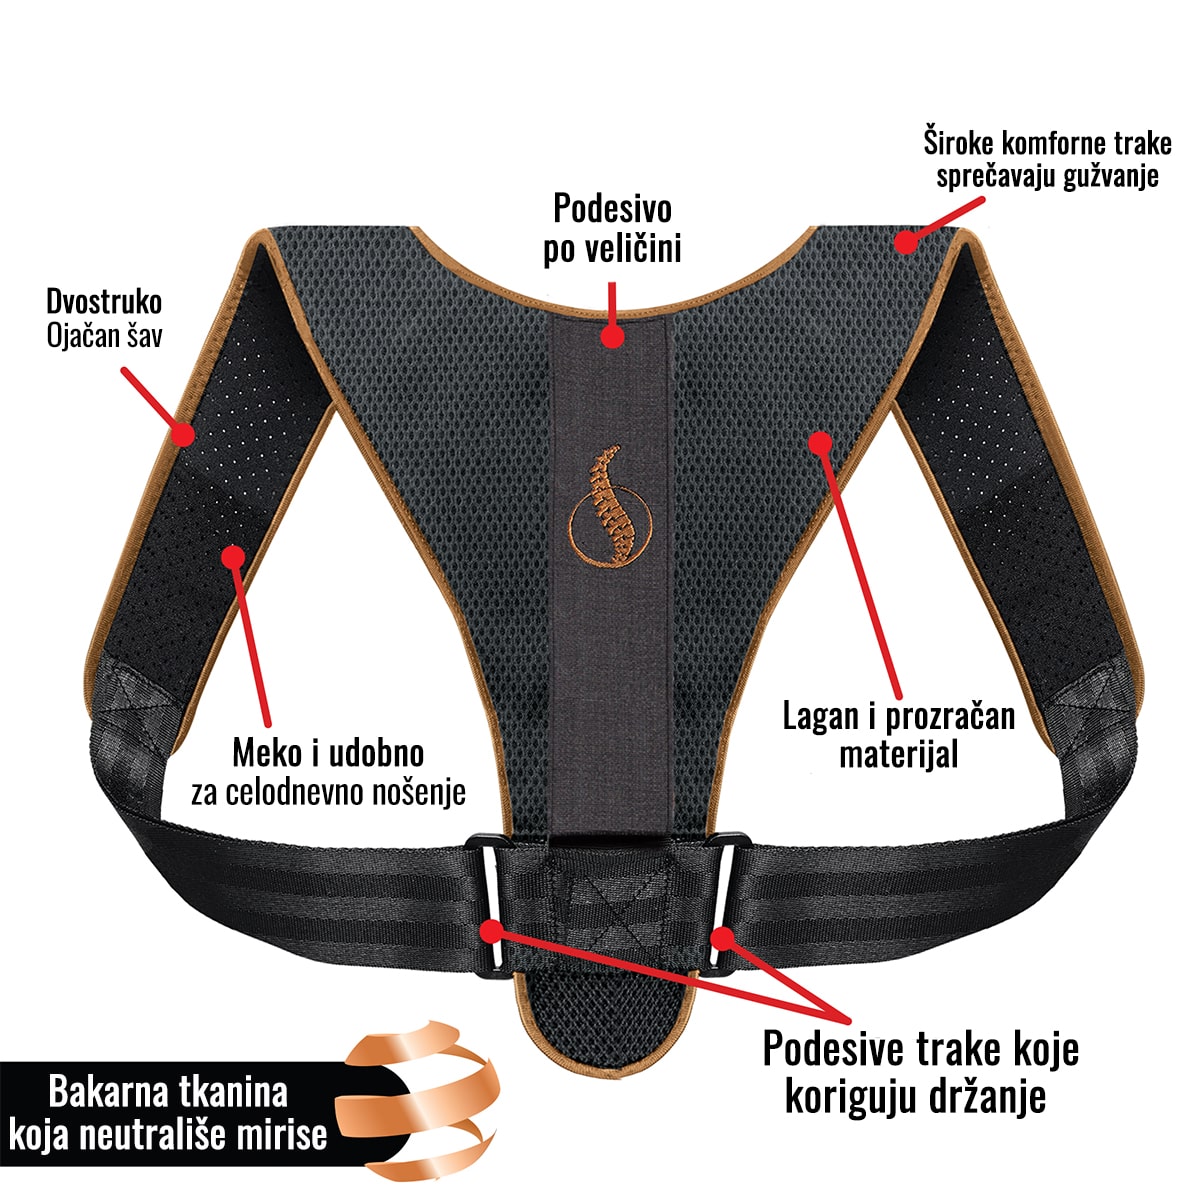 Široke komforne trake
sprečavaju gužvanje
Podesivo
po veličini
Dvostruko
Ojačan šav
Lagan i prozračan
materijal
Meko i udobno
za celodnevno nošenje
Podesive trake koje
koriguju držanje
Bakarna tkanina
koja neutrališe mirise